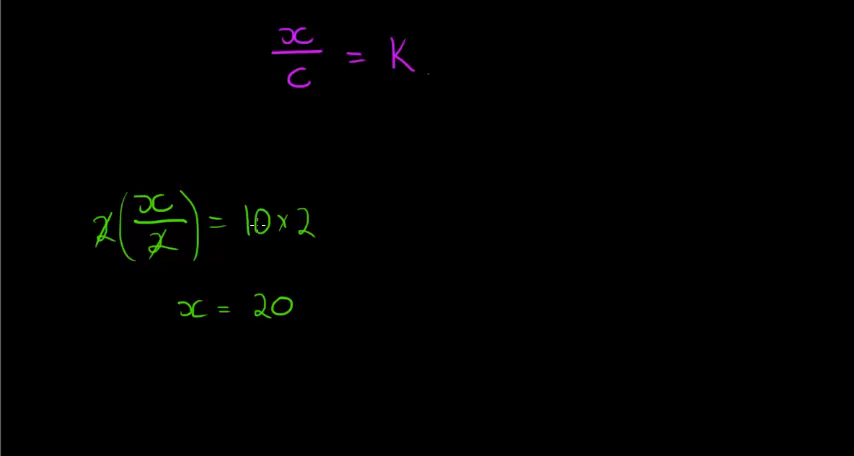 x/c = K
2(x/2) = 10 × 2
x = 20